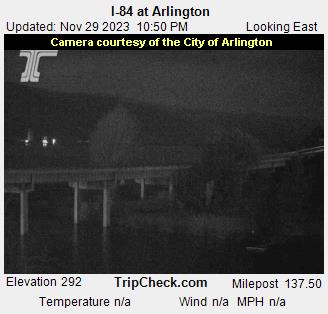 I-84 at Arlington
Updated: Nov 29 2023 10:50 PM Looking East
Camera courtesy of the City of Arlington
Elevation 292 TripCheck.com Milepost 137.50
Temperature n/a Wind n/a MPH n/a